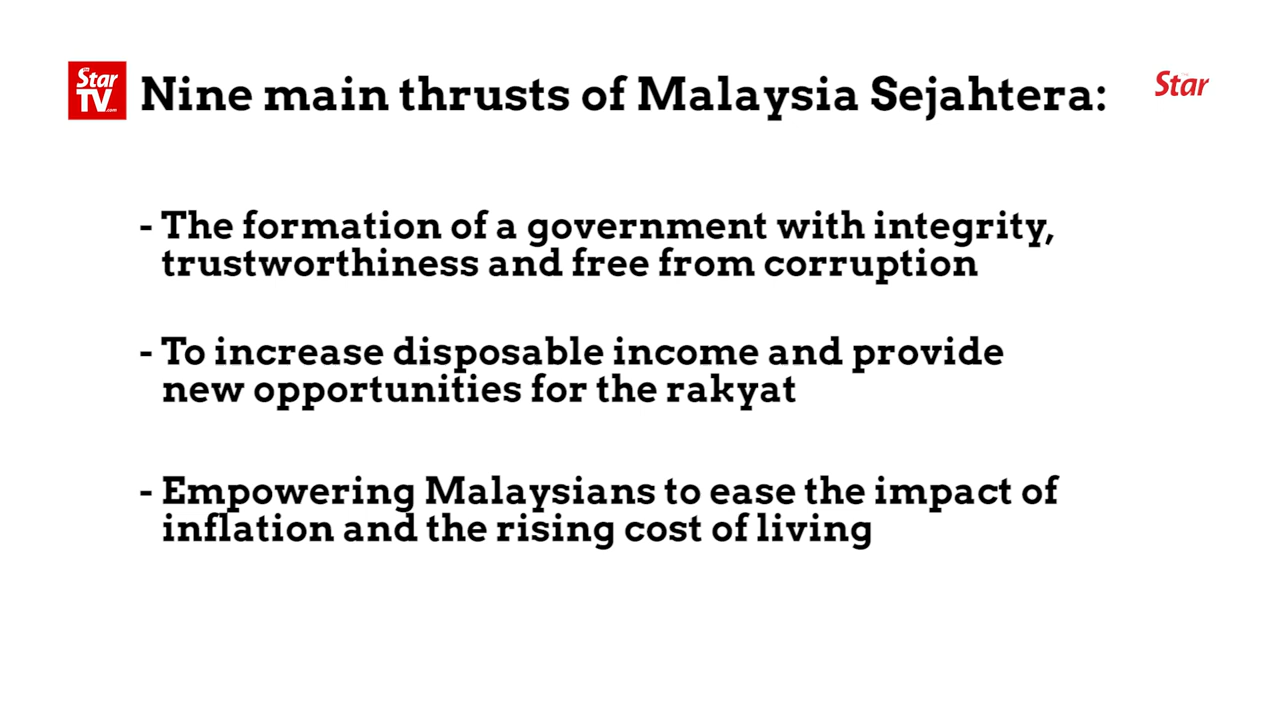 Star
TV.com
Nine main thrusts of Malaysia Sejahtera:
Star
- The formation of a government with integrity,
trustworthiness and free from corruption
- To increase disposable income and provide
new opportunities for the rakyat
- Empowering Malaysians to ease the impact of
inflation and the rising cost of living